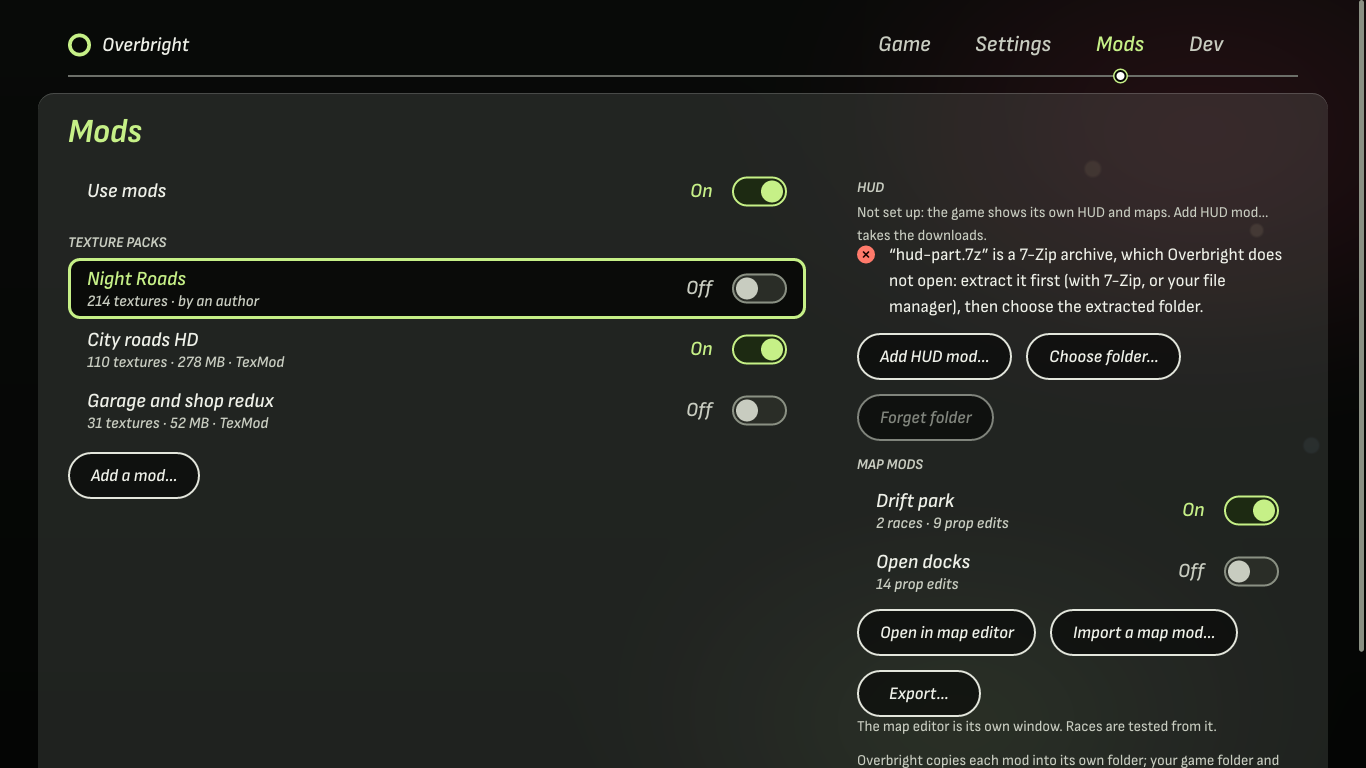 Overbright
Game
Settings
Mods
Dev
Mods
Use mods
On
TEXTURE PACKS
Night Roads
214 textures · by an author
Off
City roads HD
110 textures · 278 MB · TexMod
On
Garage and shop redux
31 textures · 52 MB · TexMod
Off
Add a mod...
HUD
Not set up: the game shows its own HUD and maps. Add HUD mod...
takes the downloads.
“hud-part.7z” is a 7-Zip archive, which Overbright does
not open: extract it first (with 7-Zip, or your file
manager), then choose the extracted folder.
Add HUD mod...
Choose folder...
Forget folder
MAP MODS
Drift park
2 races · 9 prop edits
On
Open docks
14 prop edits
Off
Open in map editor
Import a map mod...
Export...
The map editor is its own window. Races are tested from it.
Overbright copies each mod into its own folder; your game folder and